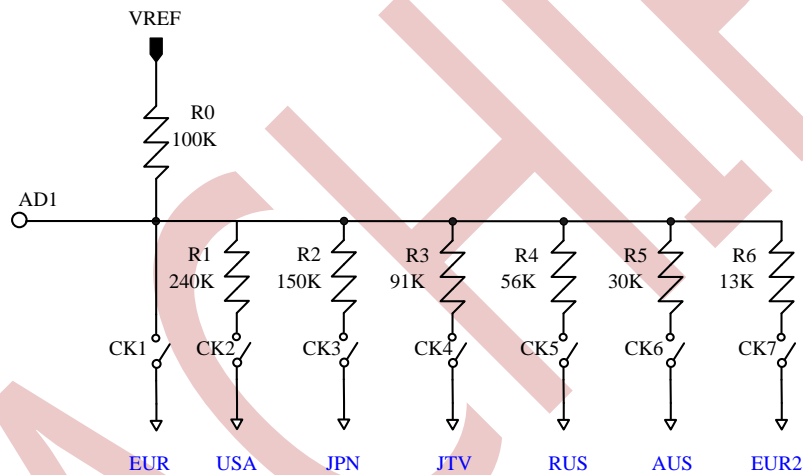 VREF
R0
100K
AD1
R1
240K
R2
150K
R3
91K
R4
56K
R5
30K
R6
13K
CK1
CK2
CK3
CK4
CK5
CK6
CK7
EUR
USA
JPN
JTV
RUS
AUS
EUR2